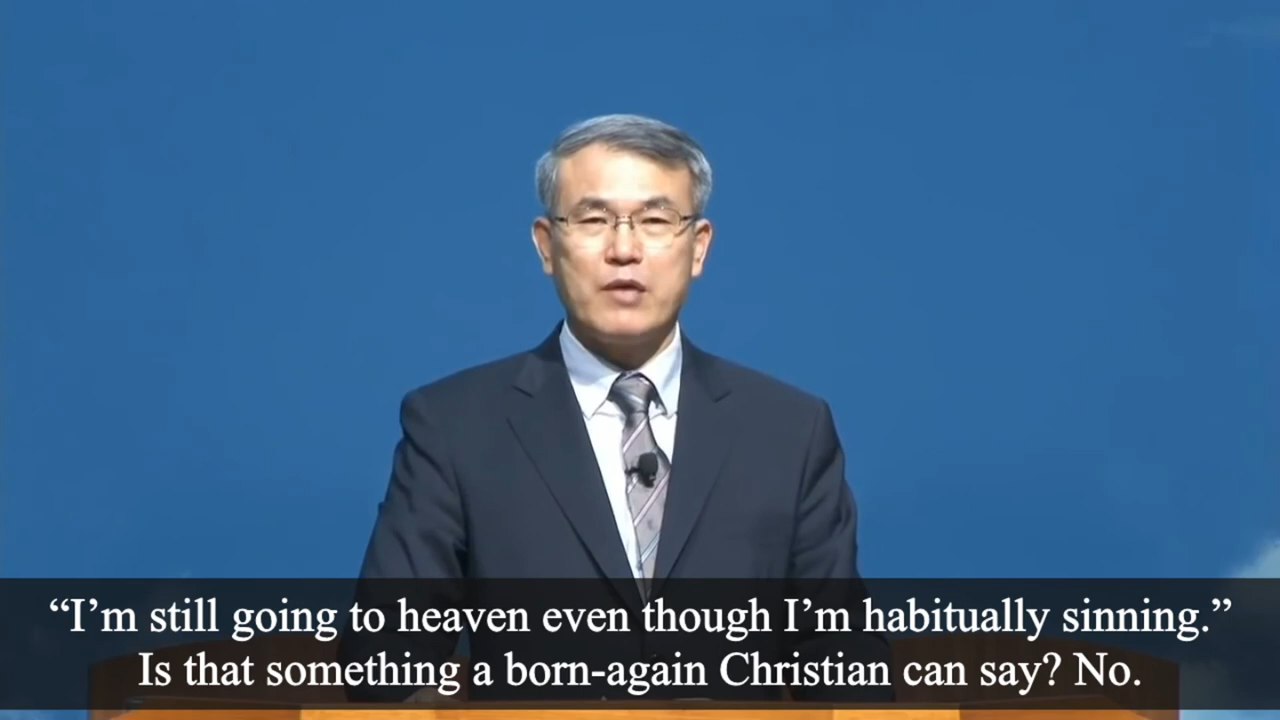 “I’m still going to heaven even though I’m habitually sinning.”
Is that something a born-again Christian can say? No.